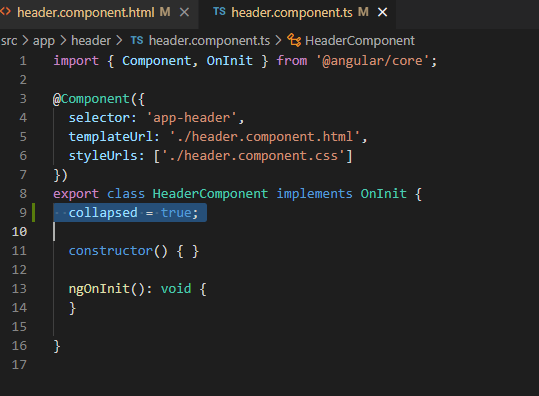 <> header.component.html M × TS header.component.ts M ×
src > app > header > TS header.component.ts > HeaderComponent
1 import { Component, OnInit } from '@angular/core';
2
3 @Component({
4   selector: 'app-header',
5   templateUrl: './header.component.html',
6   styleUrls: ['./header.component.css']
7 })
8 export class HeaderComponent implements OnInit {
9   collapsed = true;
10
11   constructor() { }
12
13   ngOnInit(): void {
14   }
15
16 }
17